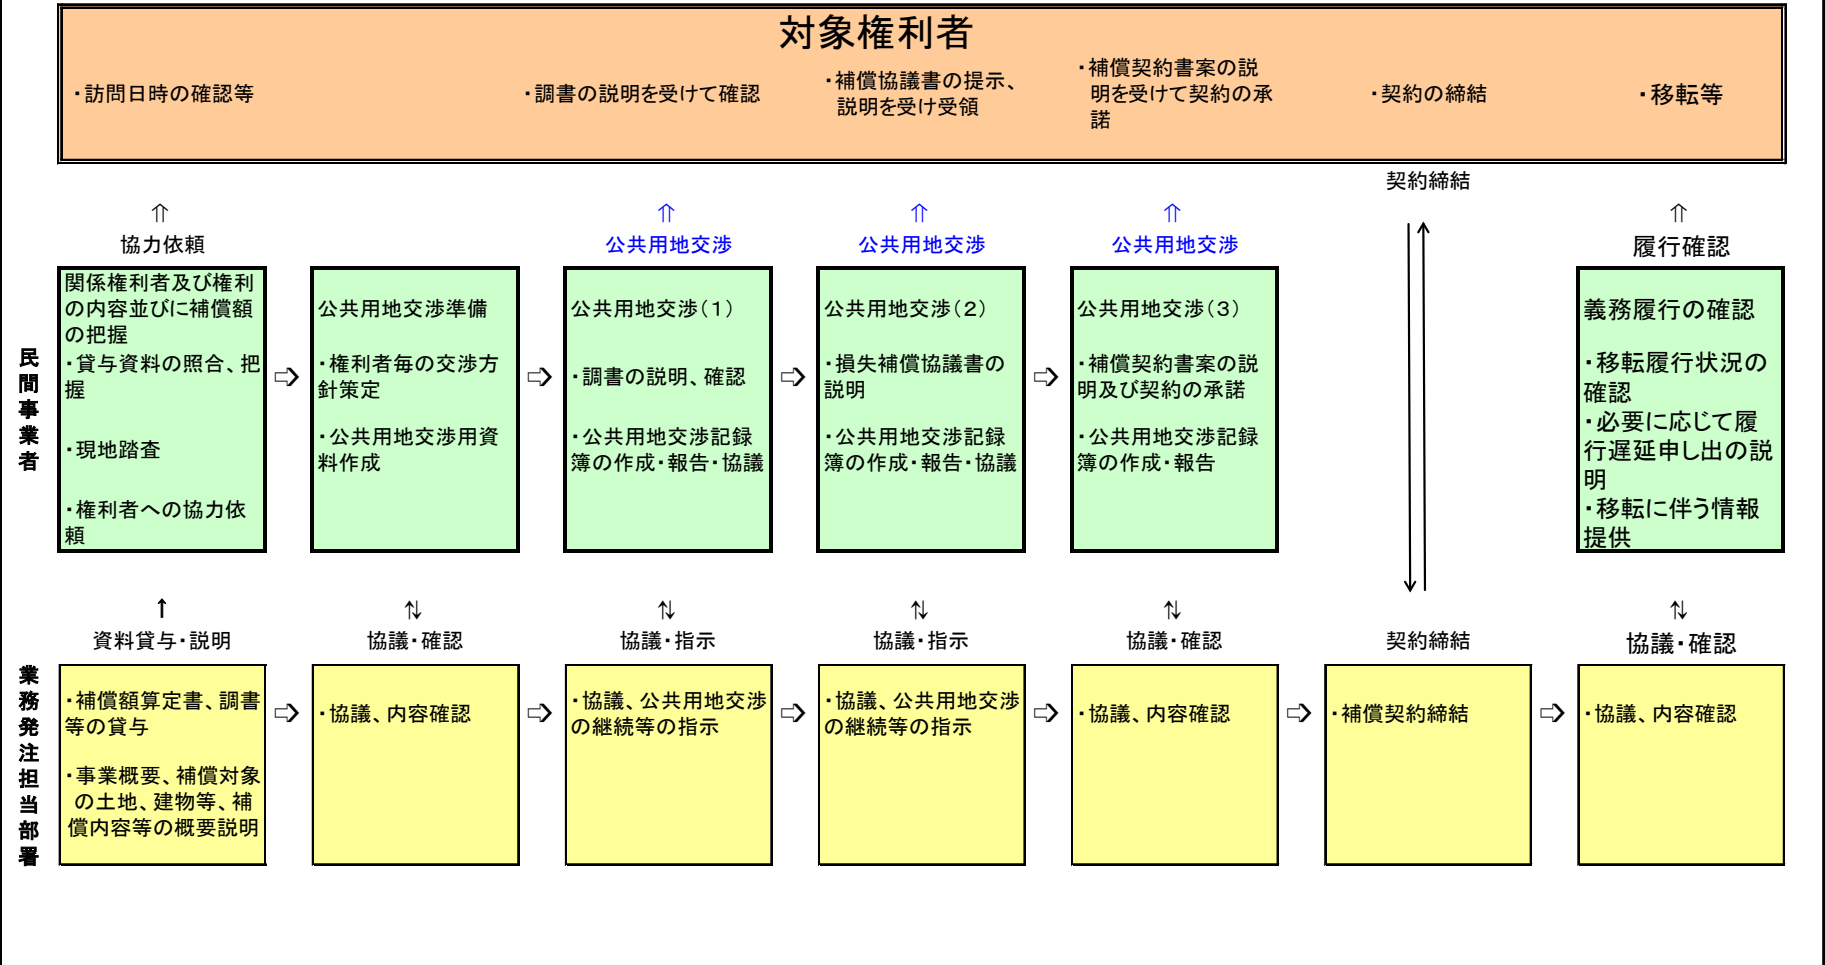 対象権利者
・訪問日時の確認等
・調書の説明を受けて確認
・補償協議書の提示、
説明を受け受領
・補償契約書案の説
明を受けて契約の承
諾
・契約の締結
・移転等
契約締結
⇑
協力依頼
⇑
公共用地交渉
⇑
公共用地交渉
⇑
公共用地交渉
⇑
履行確認
民間事業者
関係権利者及び権利
の内容並びに補償額
の把握
・貸与資料の照合、把
握
・現地踏査
・権利者への協力依
頼
公共用地交渉準備
・権利者毎の交渉方
針策定
・公共用地交渉用資
料作成
公共用地交渉(1)
・調書の説明、確認
・公共用地交渉記録
簿の作成・報告・協議
公共用地交渉(2)
・損失補償協議書の
説明
・公共用地交渉記録
簿の作成・報告・協議
公共用地交渉(3)
・補償契約書案の説
明及び契約の承諾
・公共用地交渉記録
簿の作成・報告
義務履行の確認
・移転履行状況の
確認
・必要に応じて履
行遅延申し出の説
明
・移転に伴う情報
提供
↑
資料貸与・説明
⇅
協議・確認
⇅
協議・指示
⇅
協議・指示
⇅
協議・確認
契約締結
⇅
協議・確認
業務発注担当部署
・補償額算定書、調書
等の貸与
・事業概要、補償対象
の土地、建物等、補
償内容等の概要説明
・協議、内容確認
・協議、公共用地交渉
の継続等の指示
・協議、公共用地交渉
の継続等の指示
・協議、内容確認
・補償契約締結
・協議、内容確認